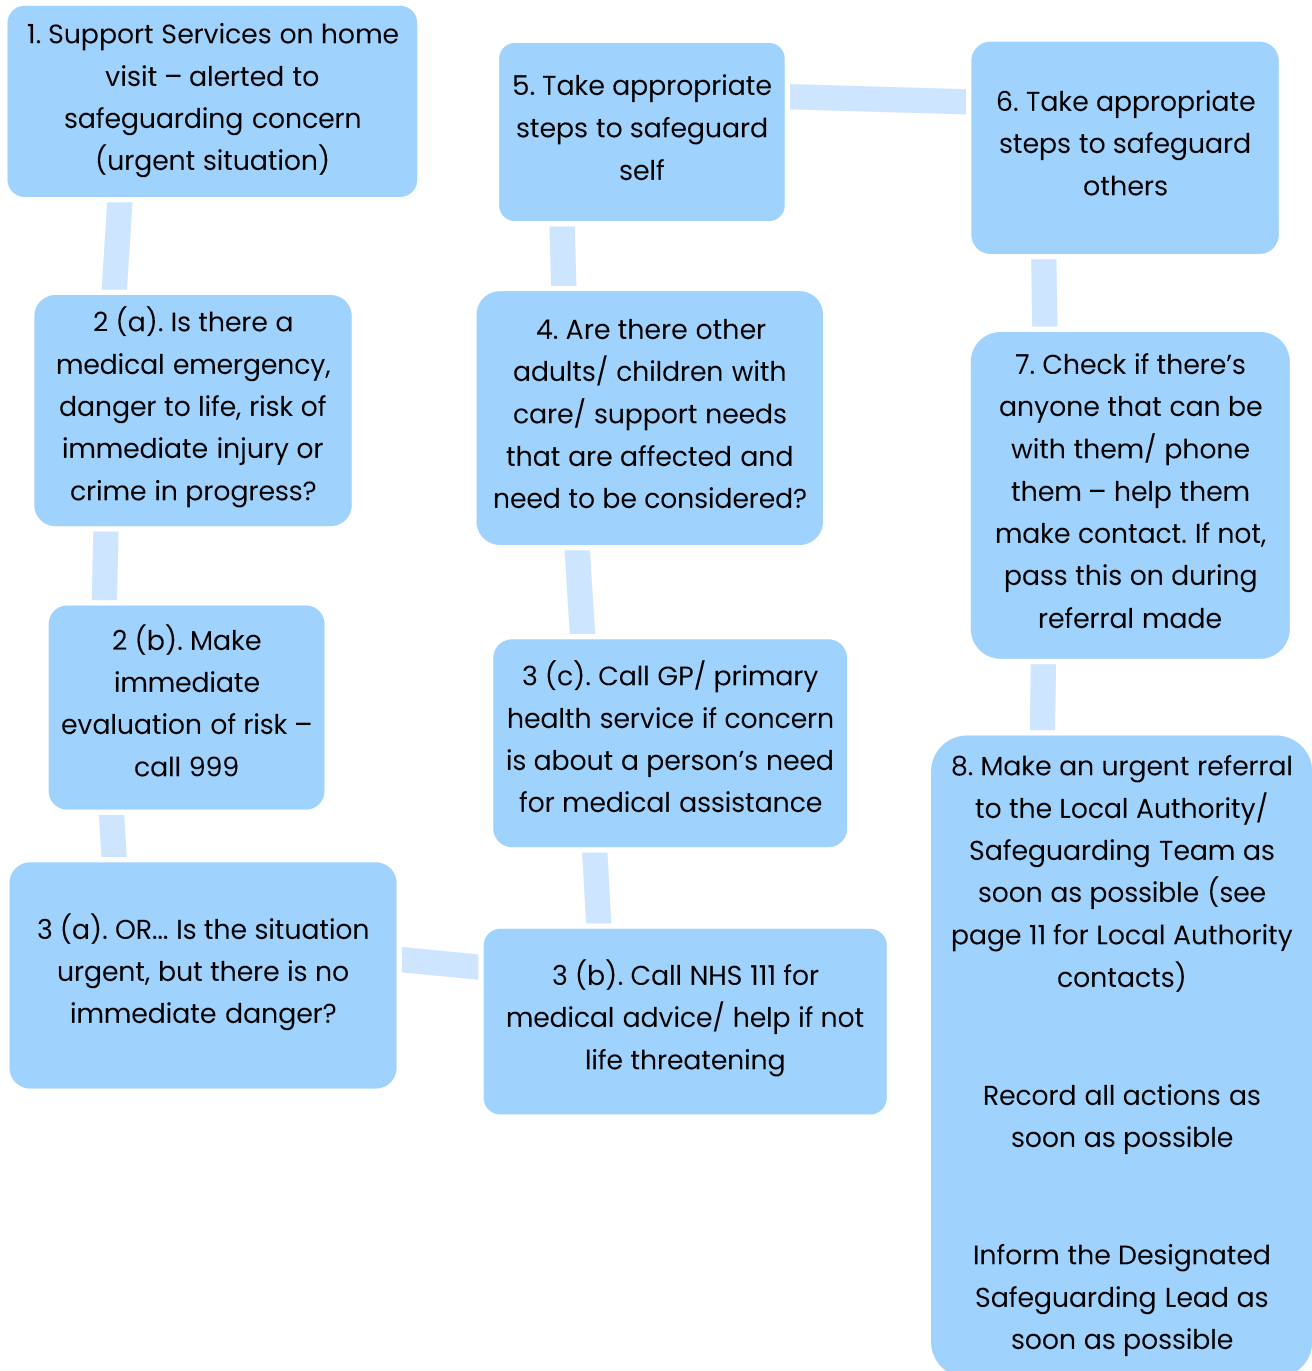 1. Support Services on home
visit – alerted to
safeguarding concern
(urgent situation)
2 (a). Is there a
medical emergency,
danger to life, risk of
immediate injury or
crime in progress?
2 (b). Make
immediate
evaluation of risk –
call 999
3 (a). OR... Is the situation
urgent, but there is no
immediate danger?
3 (b). Call NHS 111 for
medical advice/ help if not
life threatening
3 (c). Call GP/ primary
health service if concern
is about a person's need
for medical assistance
4. Are there other
adults/ children with
care/ support needs
that are affected and
need to be considered?
5. Take appropriate
steps to safeguard
self
6. Take appropriate
steps to safeguard
others
7. Check if there's
anyone that can be
with them/ phone
them – help them
make contact. If not,
pass this on during
referral made
8. Make an urgent referral
to the Local Authority/
Safeguarding Team as
soon as possible (see
page 11 for Local Authority
contacts)
Record all actions as
soon as possible
Inform the Designated
Safeguarding Lead as
soon as possible